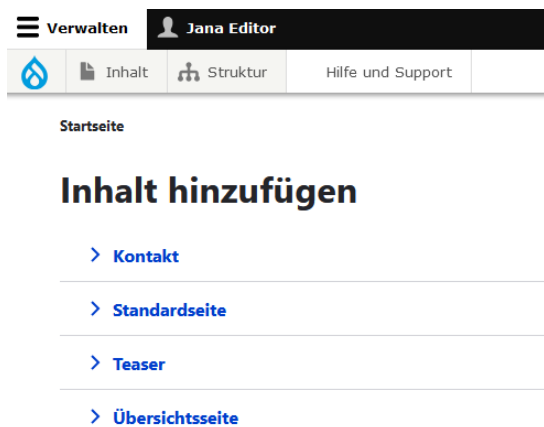 Verwalten Jana Editor
Inhalt Struktur Hilfe und Support
Startseite
Inhalt hinzufügen
Kontakt
Standardseite
Teaser
Übersichtsseite